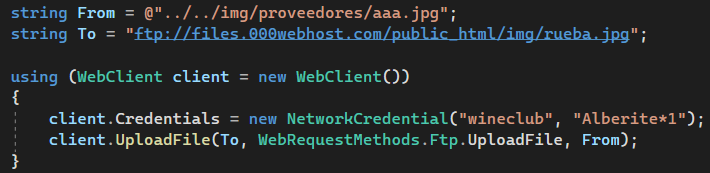 string From = @"../../img/proveedores/aaa.jpg";
string To = "ftp://files.000webhost.com/public_html/img/rueba.jpg";
using (WebClient client = new WebClient())
{
client.Credentials = new NetworkCredential("wineclub", "Alberite*1");
client.UploadFile(To, WebRequestMethods.Ftp.UploadFile, From);
}